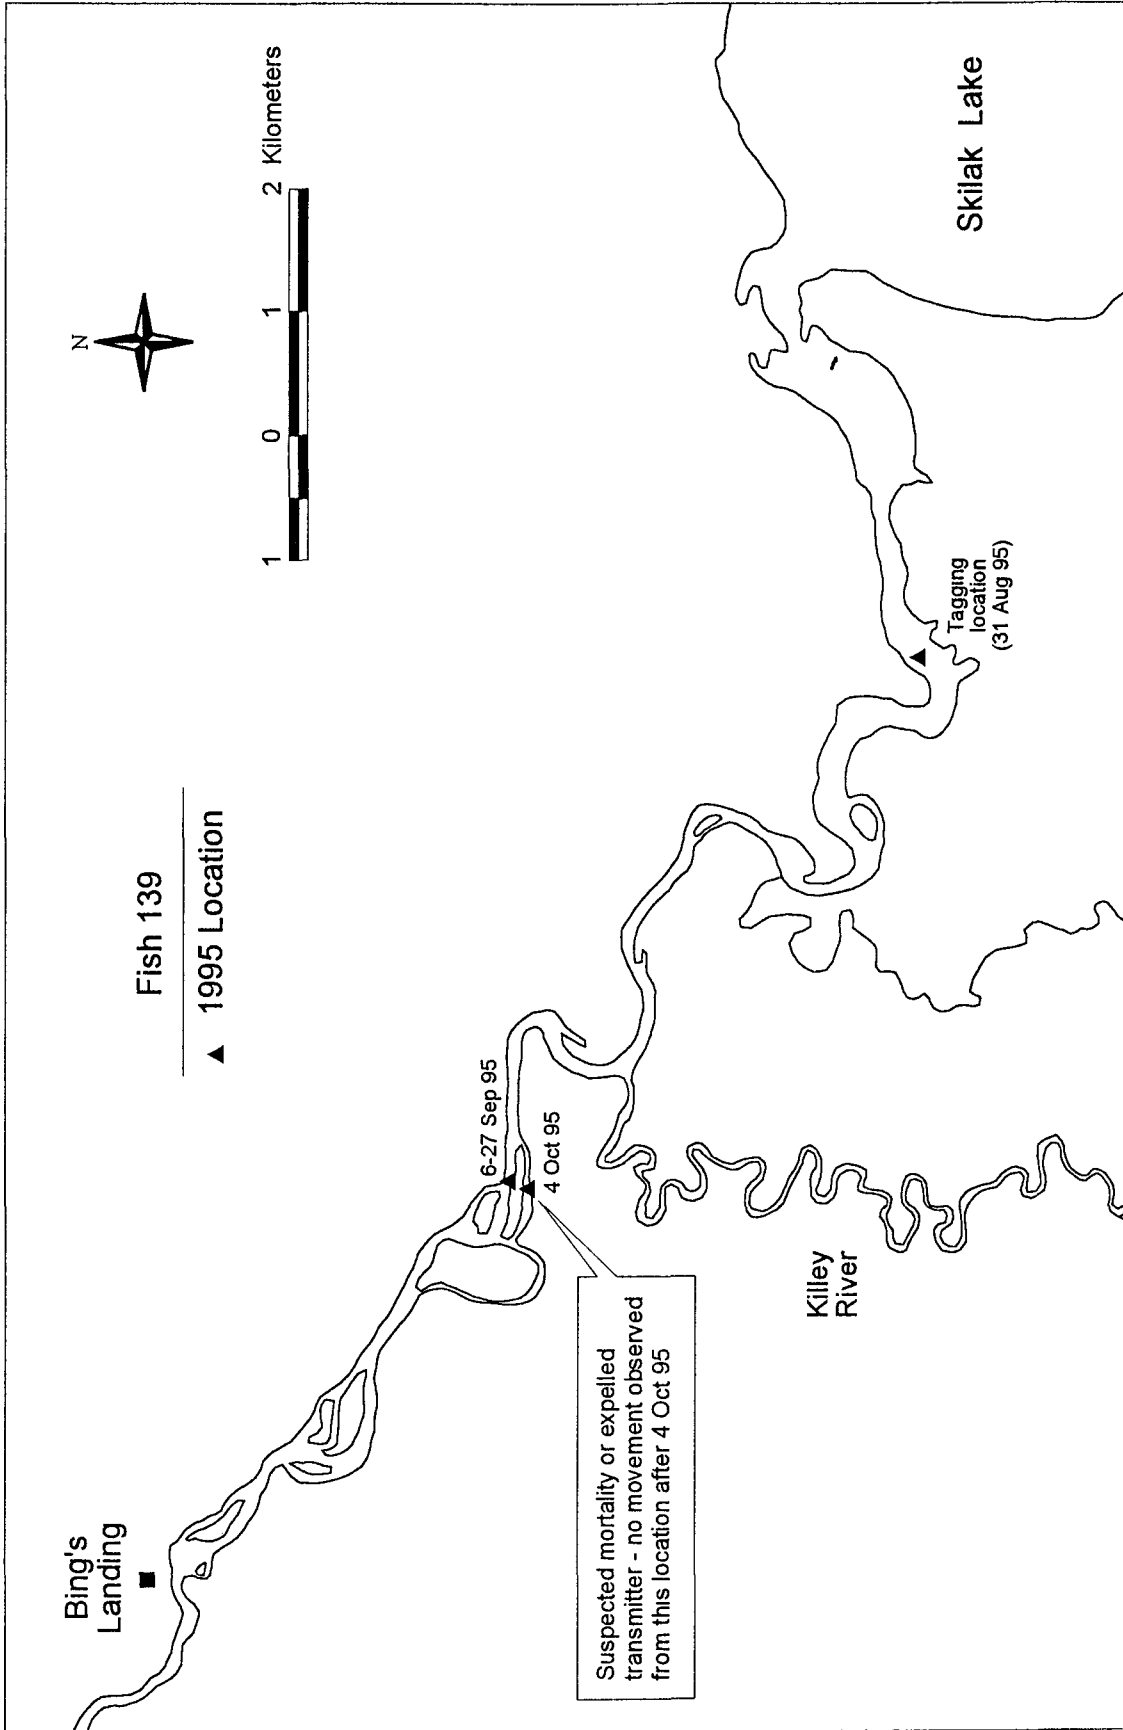 Fish 139
▲ 1995 Location
N
1 0 1 2 Kilometers
Bing's
Landing
6-27 Sep 95
4 Oct 95
Suspected mortality or expelled
transmitter - no movement observed
from this location after 4 Oct 95
Killey
River
Tagging
location
(31 Aug 95)
Skilak Lake